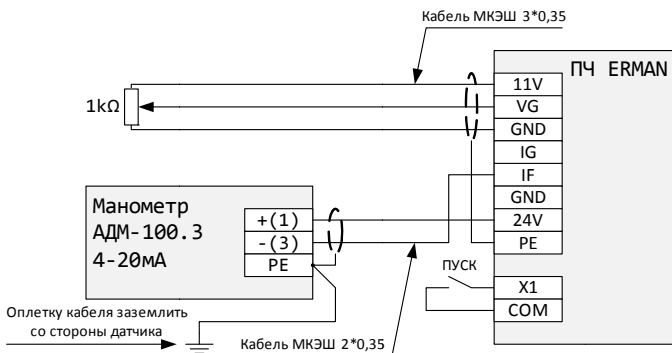 Кабель МКЭШ 3*0,35
ПЧ ERMAN
11V
1kΩ
VG
GND
IG
IF
GND
24V
PE
Манометр
АДМ-100.3
4-20мА
+(1)
-(3)
PE
ПУСК
X1
COM
Оплетку кабеля заземлить
со стороны датчика
Кабель МКЭШ 2*0,35